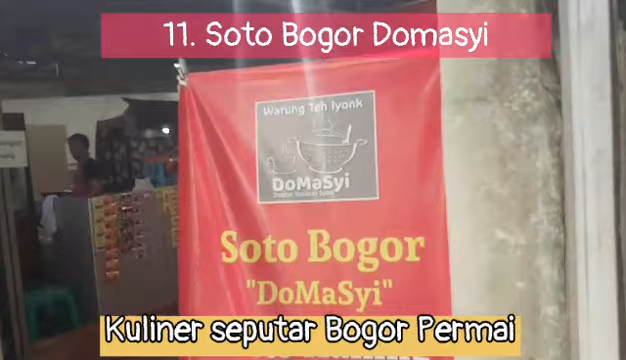 11. Soto Bogor Domasyi
Warung Teh Iyonk
DoMaSyi
Soto Bogor
"DoMaSyi"
Kuliner seputar Bogor Permai